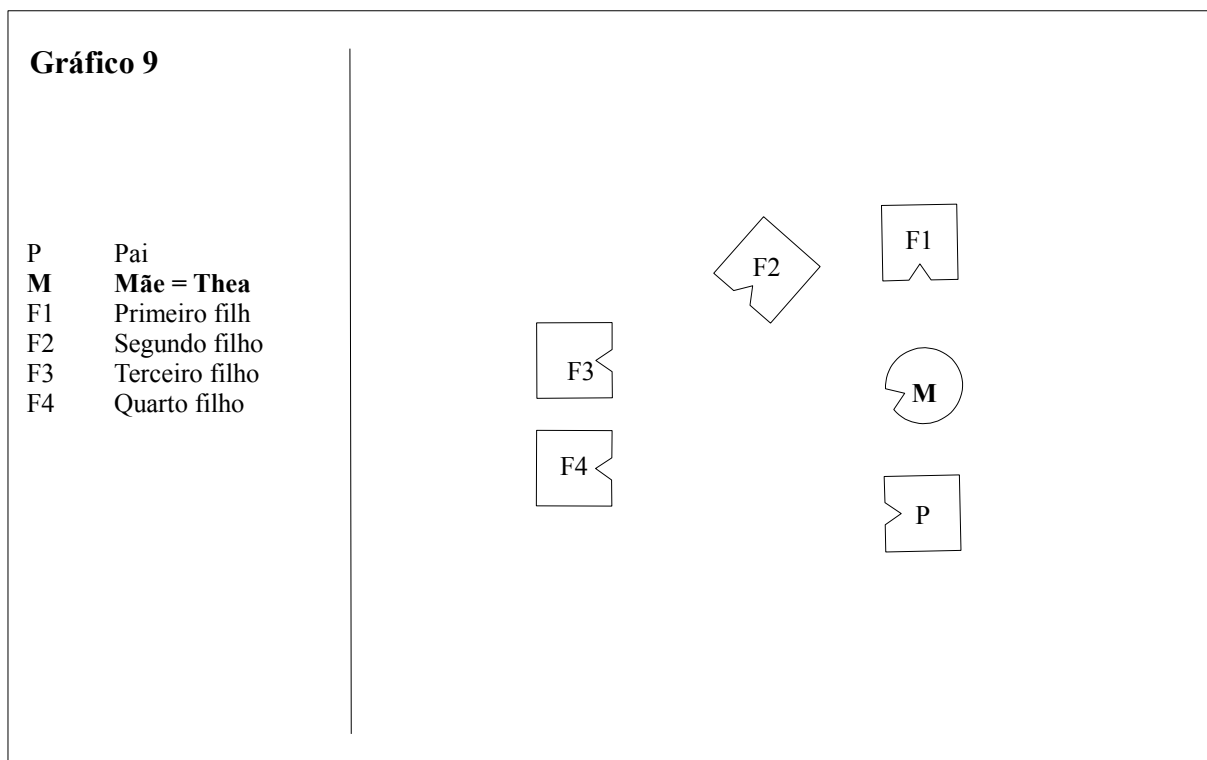 Gráfico 9
P Pai
M Mãe = Thea
F1 Primeiro filh
F2 Segundo filho
F3 Terceiro filho
F4 Quarto filho
F1
F2
F3
M
F4
P